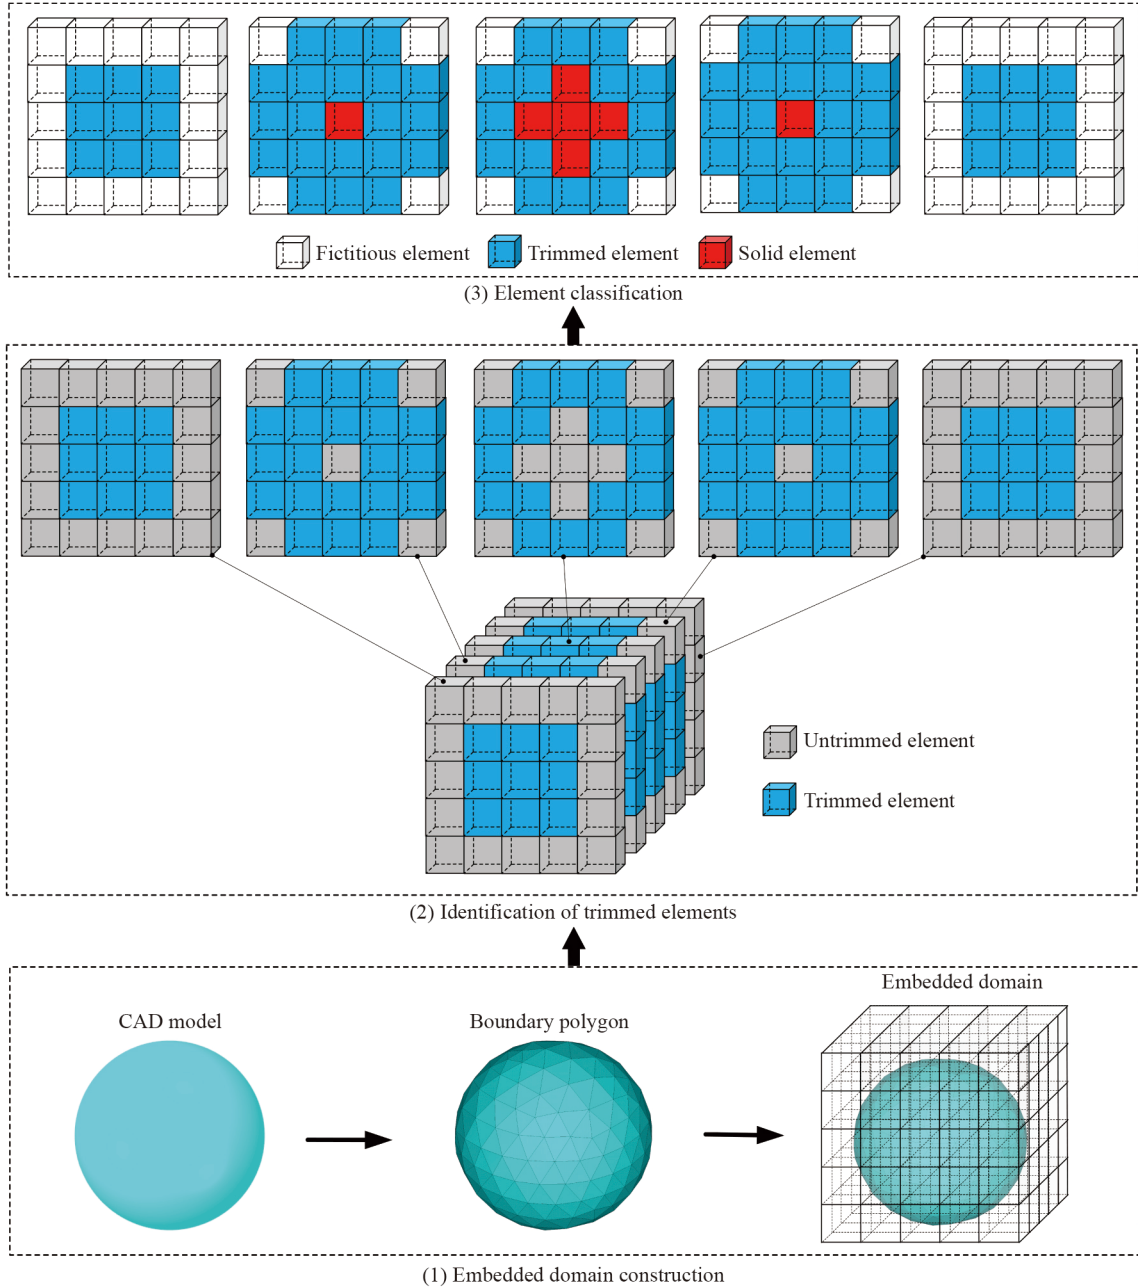 Fictitious element
Trimmed element
Solid element
(3) Element classification
Untrimmed element
Trimmed element
(2) Identification of trimmed elements
CAD model
Boundary polygon
Embedded domain
(1) Embedded domain construction